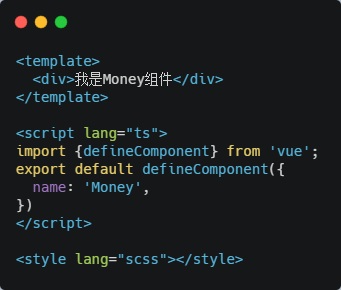 <template>
  <div>我是Money组件</div>
</template>

<script lang="ts">
import {defineComponent} from 'vue';
export default defineComponent({
  name: 'Money',
})
</script>

<style lang="scss"></style>